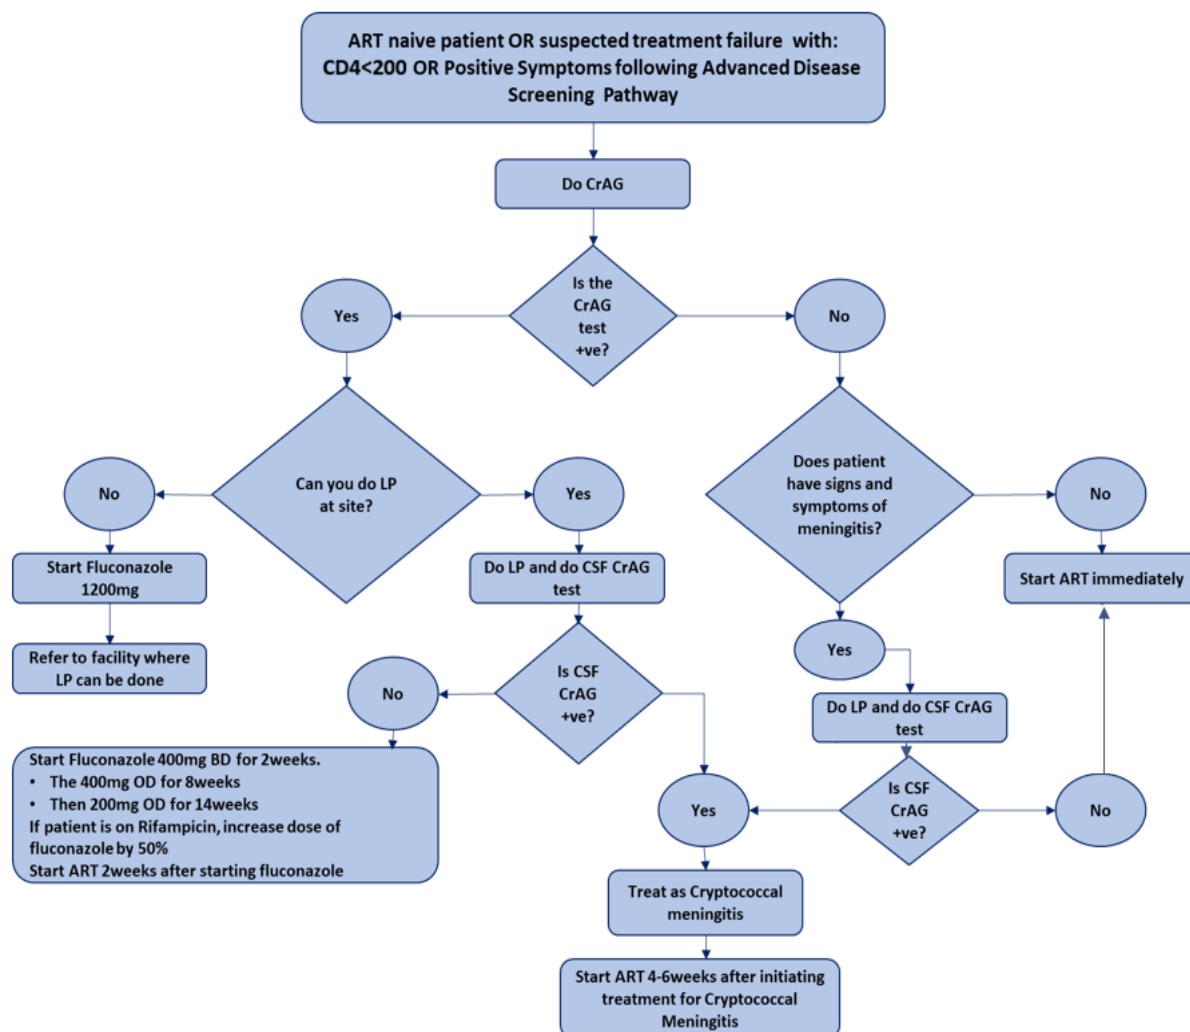 ART naive patient OR suspected treatment failure with:
CD4<200 OR Positive Symptoms following Advanced Disease
Screening Pathway
Do CrAG
Is the
CrAG
test
+ve?
Yes
No
Can you do LP
at site?
Does patient
have signs and
symptoms of
meningitis?
No
Yes
No
Start Fluconazole
1200mg
Do LP and do CSF CrAG
test
Start ART immediately
Refer to facility where
LP can be done
Is CSF
CrAG
+ve?
Yes
No
Do LP and do CSF CrAG
test
Start Fluconazole 400mg BD for 2weeks.
• The 400mg OD for 8weeks
• Then 200mg OD for 14weeks
If patient is on Rifampicin, increase dose of
fluconazole by 50%
Start ART 2weeks after starting fluconazole
Yes
Is CSF
CrAG
+ve?
No
Treat as Cryptococcal
meningitis
Start ART 4-6weeks after initiating
treatment for Cryptococcal
Meningitis